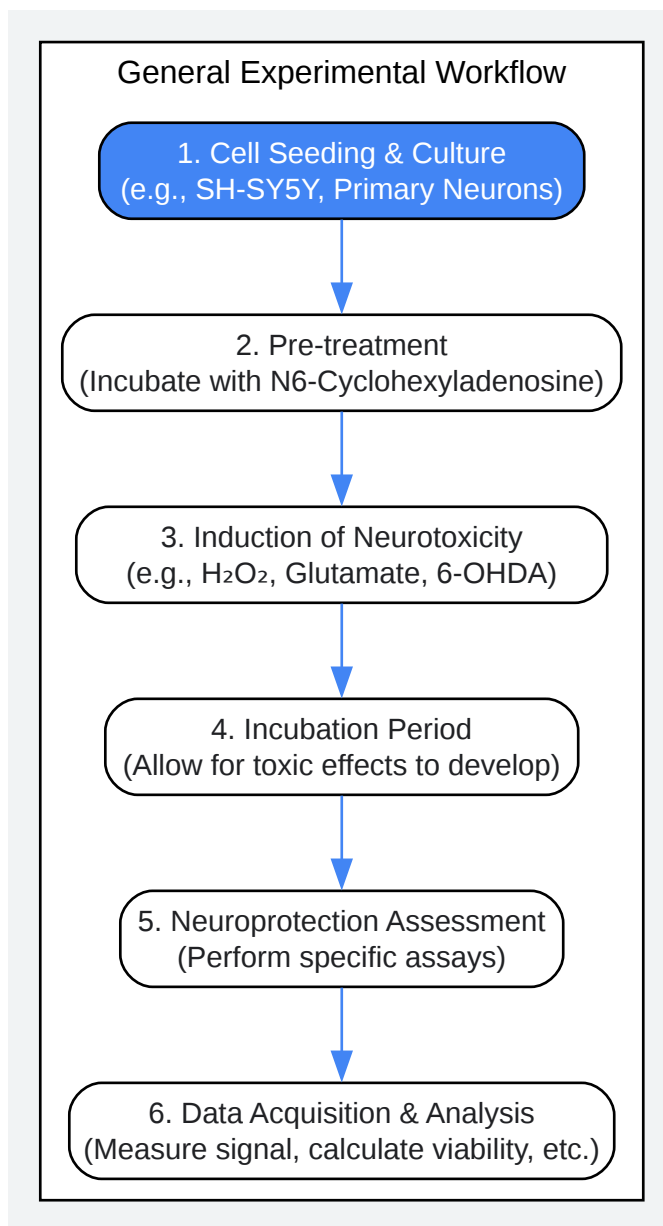 General Experimental Workflow
1. Cell Seeding & Culture
(e.g., SH-SY5Y, Primary Neurons)
2. Pre-treatment
(Incubate with N6-Cyclohexyladenosine)
3. Induction of Neurotoxicity
(e.g., H₂O₂, Glutamate, 6-OHDA)
4. Incubation Period
(Allow for toxic effects to develop)
5. Neuroprotection Assessment
(Perform specific assays)
6. Data Acquisition & Analysis
(Measure signal, calculate viability, etc.)